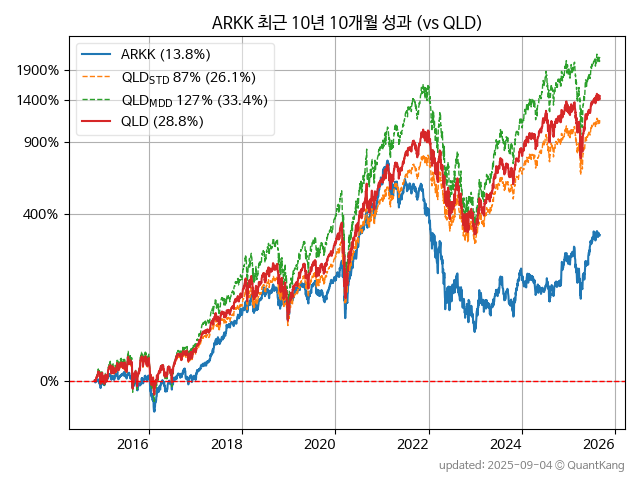 ARKK 최근 10년 10개월 성과 (vs QLD)
ARKK (13.8%)
QLDSTD 87% (26.1%)
QLDMDD 127% (33.4%)
QLD (28.8%)
1900%
1400%
900%
400%
0%
2016 2018 2020 2022 2024 2026
updated: 2025-09-04 © QuantKang